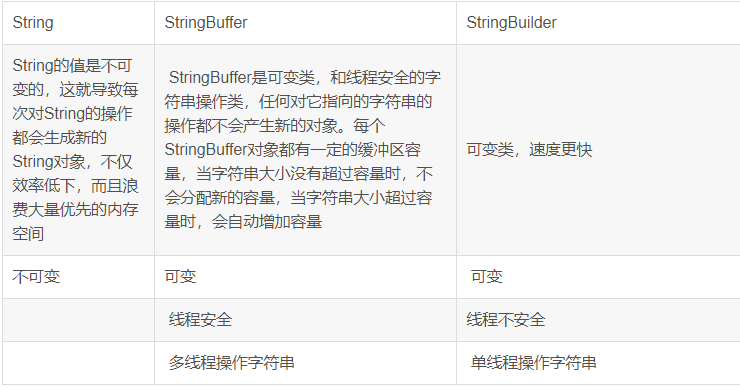 String
StringBuffer
StringBuilder
String的值是不可
变的，这就导致每
次对String的操作
都会生成新的
String对象，不仅
效率低下，而且浪
费大量优先的内存
空间
StringBuffer是可变类，和线程安全的字
符串操作类，任何对它指向的字符串的
操作都不会产生新的对象。每个
StringBuffer对象都有一定的缓冲区容
量，当字符串大小没有超过容量时，不
会分配新的容量，当字符串大小超过容
量时，会自动增加容量
可变类，速度更快
不可变
可变
可变
线程安全
线程不安全
多线程操作字符串
单线程操作字符串